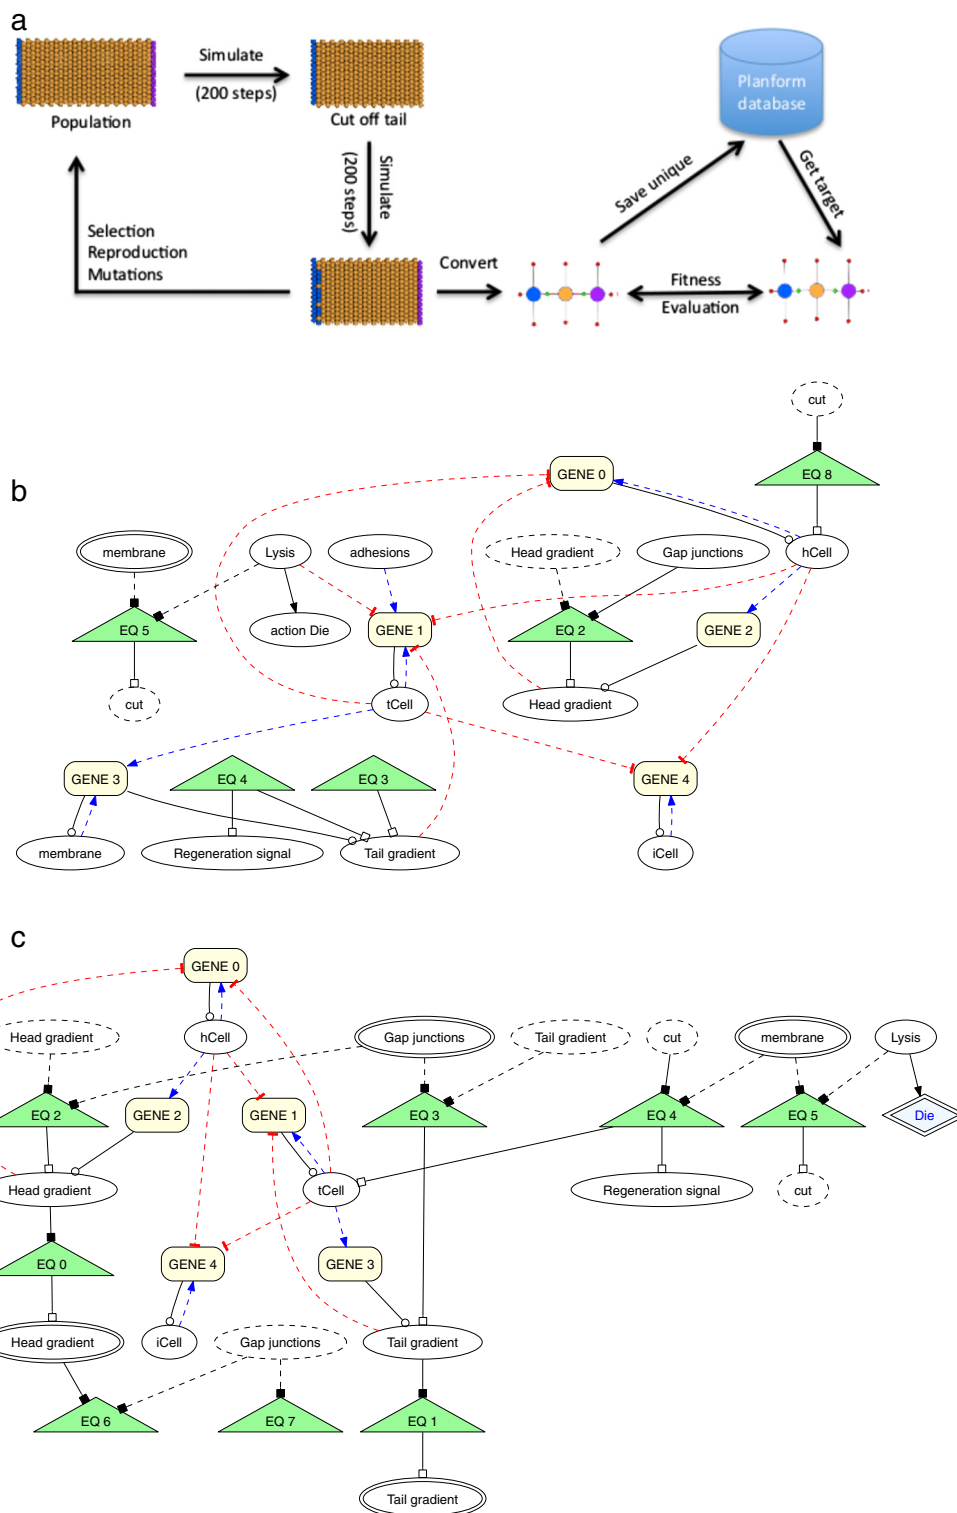 a
Simulate
(200 steps)
Population
Cut off tail
Planform
database
Simulate
(200 steps)
Save unique
Get target
Selection
Reproduction
Mutations
Convert
Fitness
Evaluation
b
cut
GENE 0
EQ 8
membrane
Lysis
adhesions
Head gradient
Gap junctions
hCell
EQ 5
action Die
GENE 1
EQ 2
GENE 2
cut
tCell
Head gradient
GENE 3
EQ 4
EQ 3
GENE 4
membrane
Regeneration signal
Tail gradient
iCell
c
GENE 0
Head gradient
hCell
Gap junctions
Tail gradient
cut
membrane
Lysis
EQ 2
GENE 2
GENE 1
EQ 3
EQ 4
EQ 5
Die
Head gradient
tCell
Regeneration signal
cut
EQ 0
GENE 4
GENE 3
Head gradient
iCell
Gap junctions
Tail gradient
EQ 6
EQ 7
EQ 1
Tail gradient